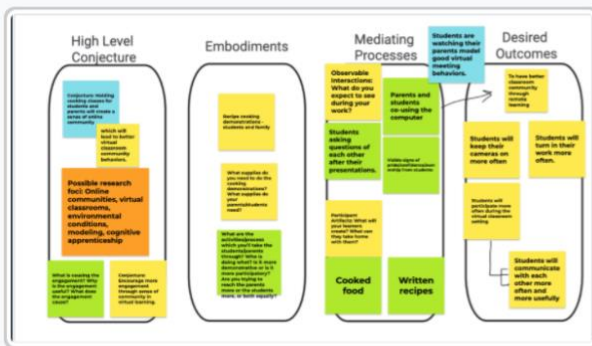 High Level
Conjecture
Conjecture: Holding
cooking classes for
students and
parents will create a
sense of online
community
which will
lead to better
virtual
classroom
community
behaviors.
Possible research
foci: Online
communities, virtual
classrooms,
environmental
conditions,
modeling, cognitive
apprenticeship
What is causing the
engagement? Why
is the engagement
useful? What does
the engagement
cause?
Conjecture:
Encourage more
engagement
through sense of
community in
virtual learning.
Embodiments
Recipe cooking
demonstrations -
students and family
What supplies do
you need to do the
cooking
demonstrations?
What supplies do
your
parents/students
need?
What are the
activities/process
which you'll take the
students/parents
through? Who is
doing what? Is it more
demonstrative or is it
more participatory?
Are you trying to
reach the parents
more or the students
more, or both equally?
Mediating
Processes
Observable
Interactions:
What do you
expect to see
during your
work?
Parents and
students
co-using the
computer
Students
asking
questions of
each other
after their
presentations.
Visible signs of
from students
Participant
Artifacts: What will
your learners
create? What can
they take home
with them?
Cooked
food
Written
recipes
Students are
watching their
parents model
good virtual
meeting
behaviors.
Desired
Outcomes
To have better
classroom
community
through
remote
learning
Students will
keep their
cameras on
more often
Students will
turn in their
work more
often.
Students will
participate more
often during the
virtual classroom
setting
Students will
communicate
with each
other more
often and
more usefully